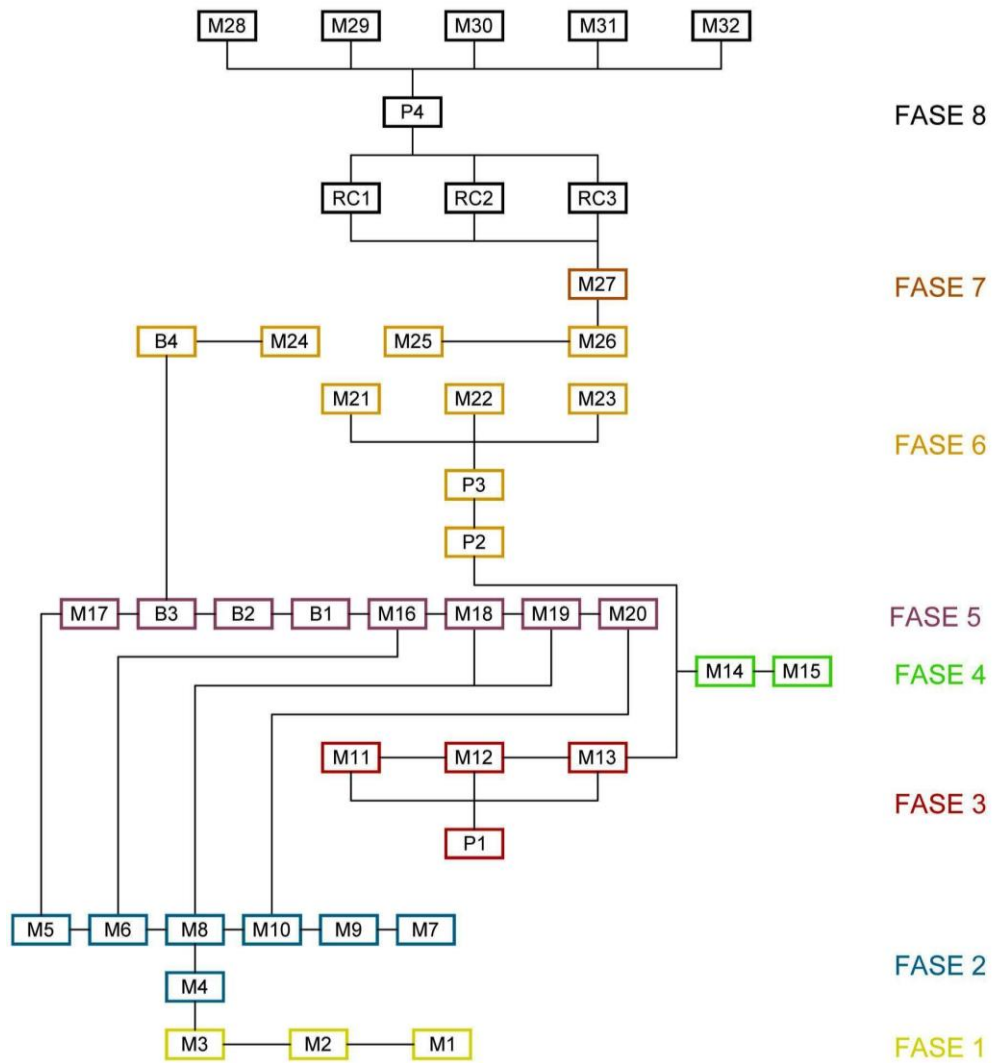 M28 M29 M30 M31 M32
P4
FASE 8
RC1 RC2 RC3
M27
FASE 7
B4 M24 M25 M26
M21 M22 M23
FASE 6
P3
P2
M17 B3 B2 B1 M16 M18 M19 M20
FASE 5
M14 M15
FASE 4
M11 M12 M13
FASE 3
P1
M5 M6 M8 M10 M9 M7
FASE 2
M4
M3 M2 M1
FASE 1